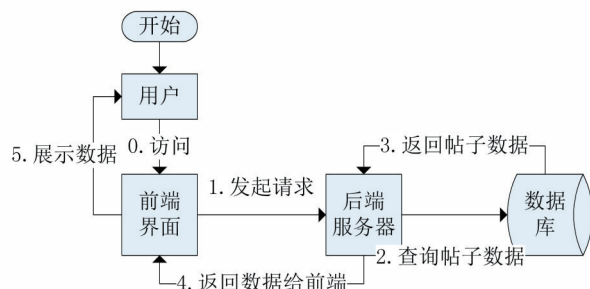 开始
用户
0.访问
5.展示数据
3.返回帖子数据
前端
界面
1.发起请求
后端
服务器
数据
库
2.查询帖子数据
4.返回数据给前端